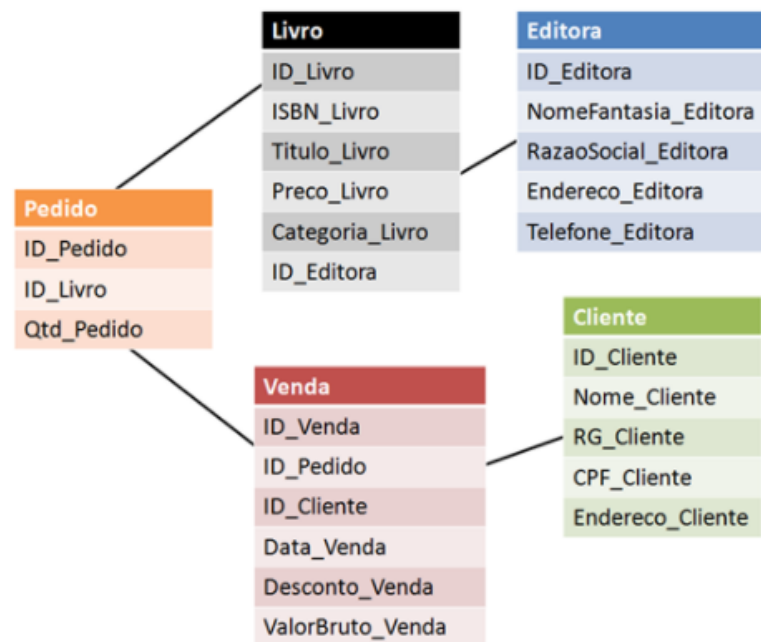 Livro
ID_Livro
ISBN_Livro
Titulo_Livro
Preco_Livro
Categoria_Livro
ID_Editora
Editora
ID_Editora
NomeFantasia_Editora
RazaoSocial_Editora
Endereco_Editora
Telefone_Editora
Pedido
ID_Pedido
ID_Livro
Qtd_Pedido
Venda
ID_Venda
ID_Pedido
ID_Cliente
Data_Venda
Desconto_Venda
ValorBruto_Venda
Cliente
ID_Cliente
Nome_Cliente
RG_Cliente
CPF_Cliente
Endereco_Cliente